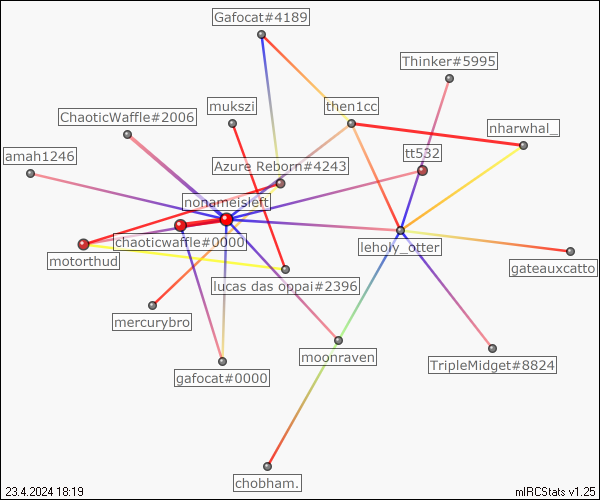 Gafocat#4189
Thinker#5995
mukszi
then1cc
ChaoticWaffle#2006
nharwhal_
amah1246
tt532
Azure Reborn#4243
nonameisleft
chaoticwaffle#0000
leholy_otter
motorthud
gateauxcatto
lucas das oppai#2396
mercurybro
moonraven
TripleMidget#8824
gafocat#0000
chobham.
23.4.2024 18:19
mIRCStats v1.25